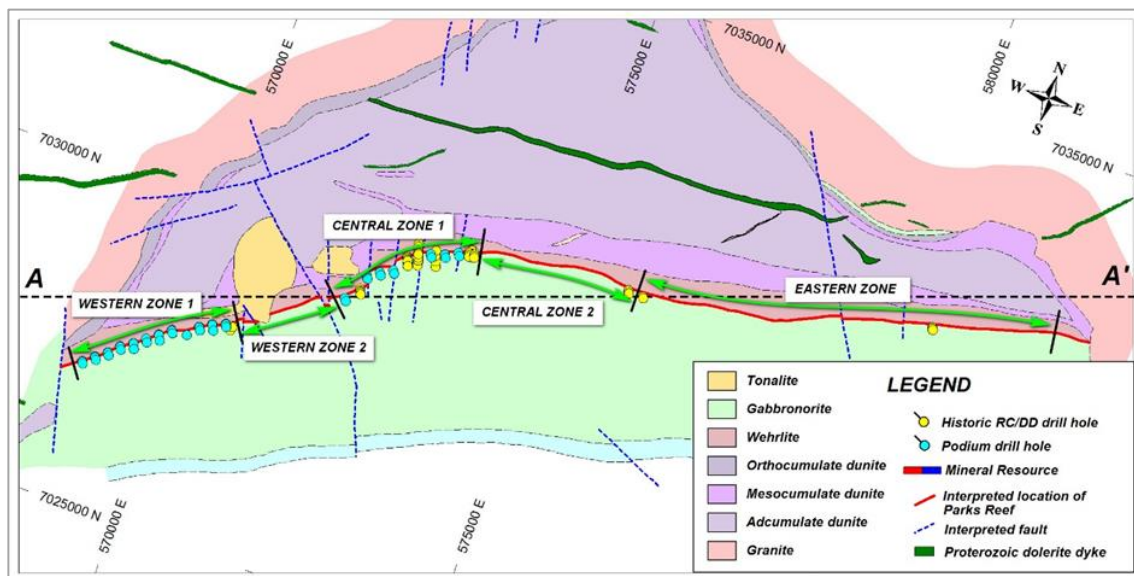 570000 E
575000 E
7035000 N
580000 E
N
W
E
S
7030000 N
7035000 N
CENTRAL ZONE 1
A
A'
WESTERN ZONE 1
EASTERN ZONE
CENTRAL ZONE 2
WESTERN ZONE 2
LEGEND
Tonalite
Gabbronorite
Wehrlite
Orthocumulate dunite
Mesocumulate dunite
Adcumulate dunite
Granite
Historic RC/DD drill hole
Podium drill hole
Mineral Resource
Interpreted location of
Parks Reef
Interpreted fault
Proterozoic dolerite dyke
7025000 N
570000 E
575000 E